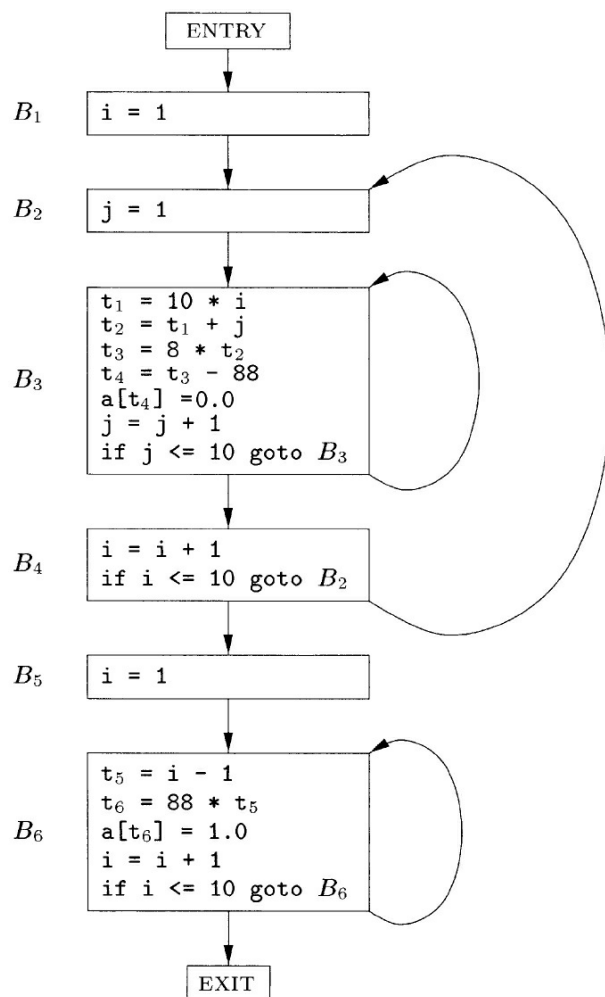 ENTRY
B₁
i = 1
B₂
j = 1
B₃
t₁ = 10 * i
t₂ = t₁ + j
t₃ = 8 * t₂
t₄ = t₃ - 88
a[t₄] =0.0
j = j + 1
if j <= 10 goto B₃
B₄
i = i + 1
if i <= 10 goto B₂
B₅
i = 1
B₆
t₅ = i - 1
t₆ = 88 * t₅
a[t₆] = 1.0
i = i + 1
if i <= 10 goto B₆
EXIT